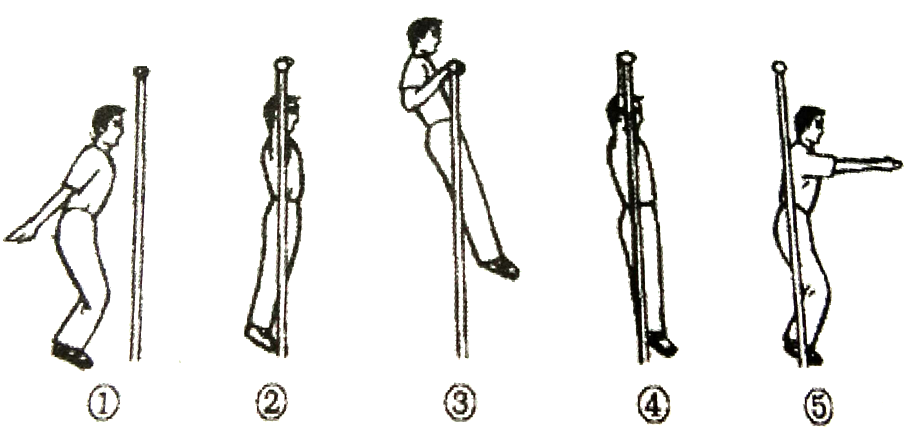 ① ② ③ ④ ⑤